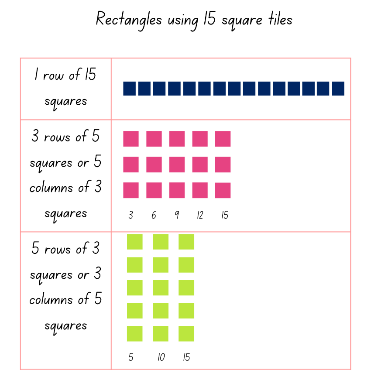 Rectangles using 15 square tiles
1 row of 15
squares
3 rows of 5
squares or 5
columns of 3
squares
3 6 9 12 15
5 rows of 3
squares or 3
columns of 5
squares
5 10 15